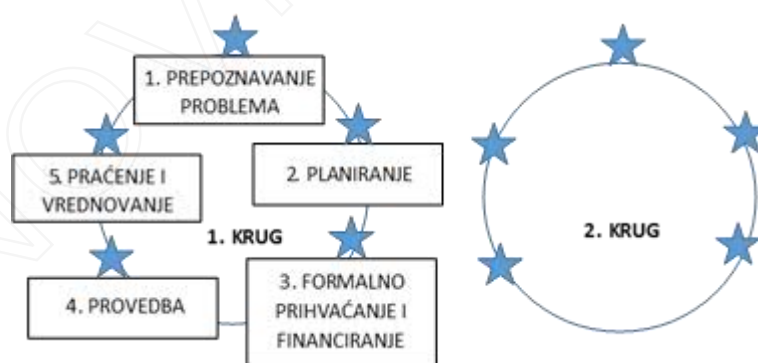 1. PREPOZNAVANJE
PROBLEMA
2. PLANIRANJE
3. FORMALNO
PRIHVAĆANJE I
FINANCIRANJE
4. PROVEDBA
5. PRAĆENJE I
VREDNOVANJE
1. KRUG
2. KRUG